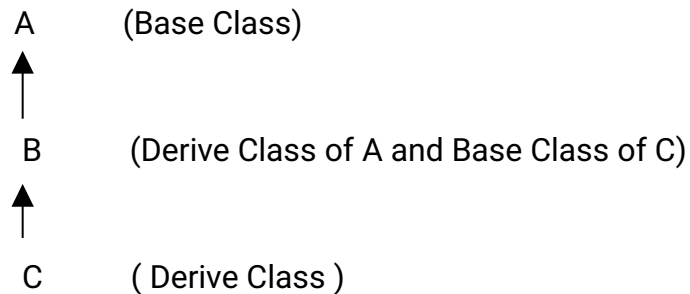 A (Base Class)
B (Derive Class of A and Base Class of C)
C ( Derive Class )